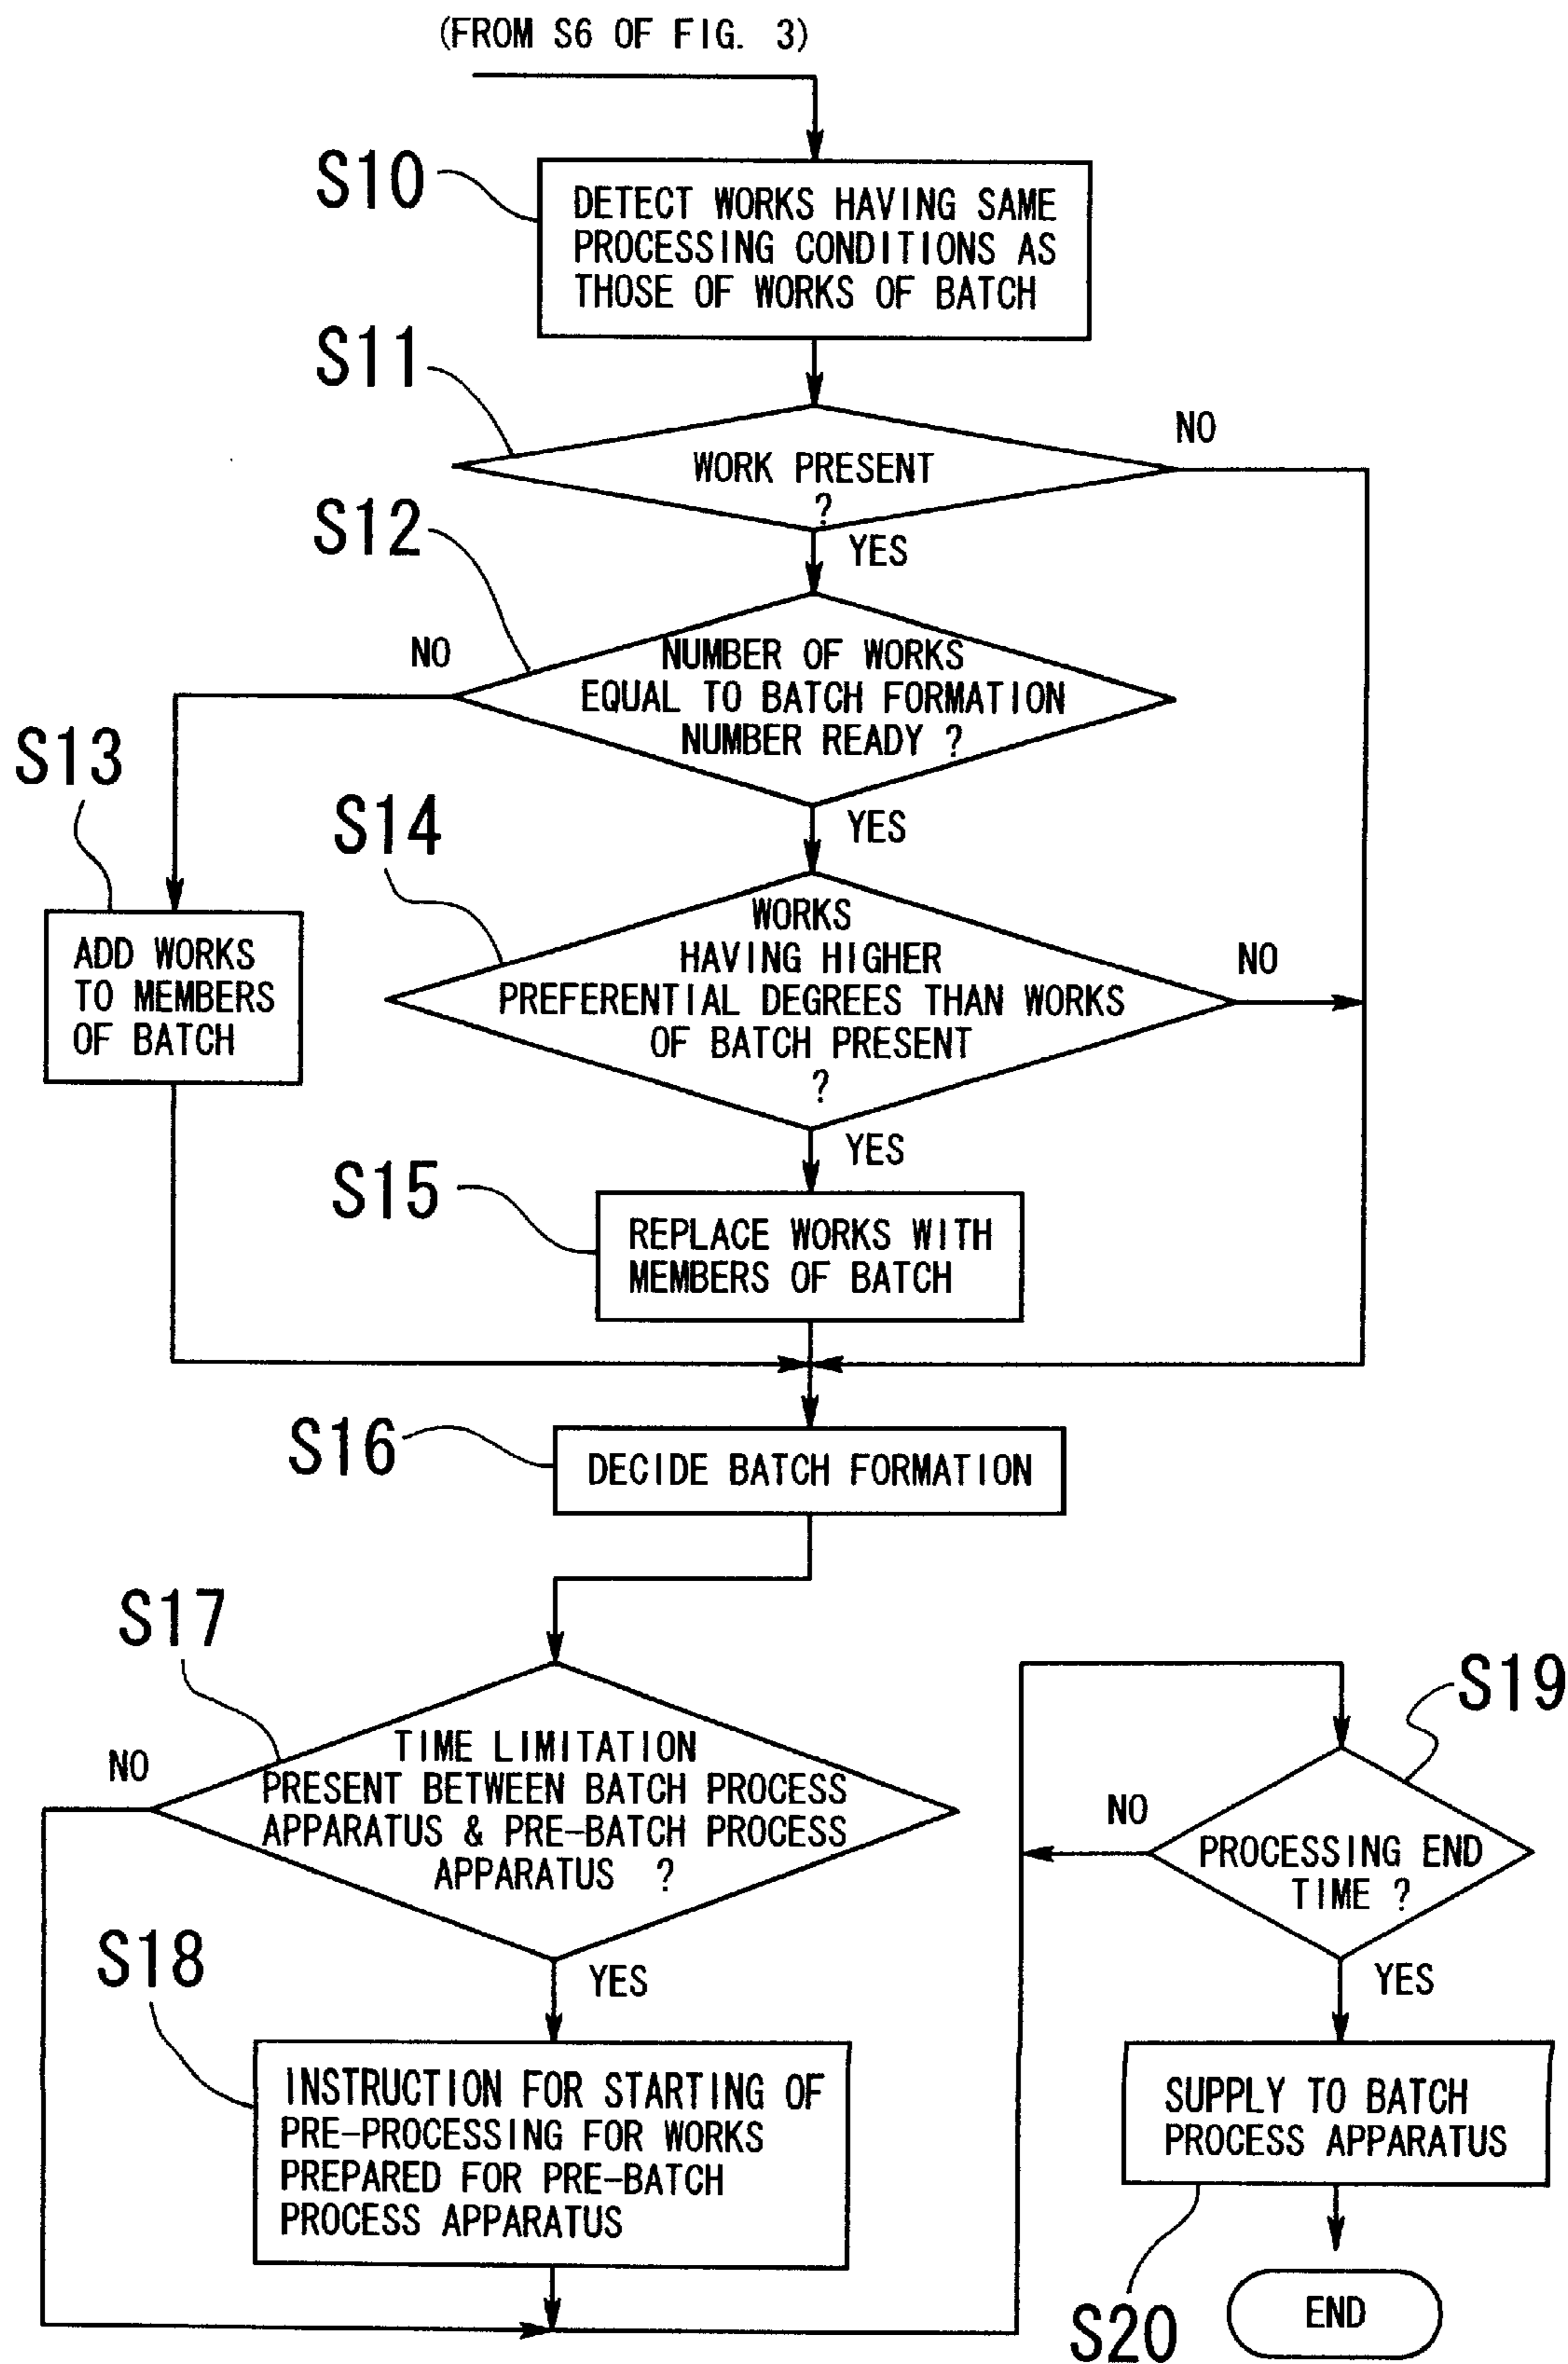 (FROM S6 OF FIG. 3)
S10
DETECT WORKS HAVING SAME
PROCESSING CONDITIONS AS
THOSE OF WORKS OF BATCH
S11
NO
WORK PRESENT
?
S12
YES
NO
NUMBER OF WORKS
EQUAL TO BATCH FORMATION
NUMBER READY ?
S13
S14
YES
WORKS
HAVING HIGHER
PREFERENTIAL DEGREES THAN WORKS
OF BATCH PRESENT
?
NO
ADD WORKS
TO MEMBERS
OF BATCH
YES
S15
REPLACE WORKS WITH
MEMBERS OF BATCH
S16
DECIDE BATCH FORMATION
S17
NO
TIME LIMITATION
PRESENT BETWEEN BATCH PROCESS
APPARATUS & PRE-BATCH PROCESS
APPARATUS ?
S19
NO
PROCESSING END
TIME ?
S18
YES
YES
INSTRUCTION FOR STARTING OF
PRE-PROCESSING FOR WORKS
PREPARED FOR PRE-BATCH
PROCESS APPARATUS
SUPPLY TO BATCH
PROCESS APPARATUS
S20
END